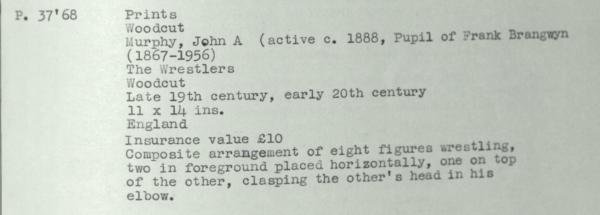 P. 37'68 Prints
Woodcut
Murphy, John A (active c. 1888, Pupil of Frank Brangwyn
(1867-1956)
The Wrestlers
Woodcut
Late 19th century, early 20th century
11 x 14 ins.
England
Insurance value £10
Composite arrangement of eight figures wrestling,
two in foreground placed horizontally, one on top
of the other, clasping the other's head in his
elbow.